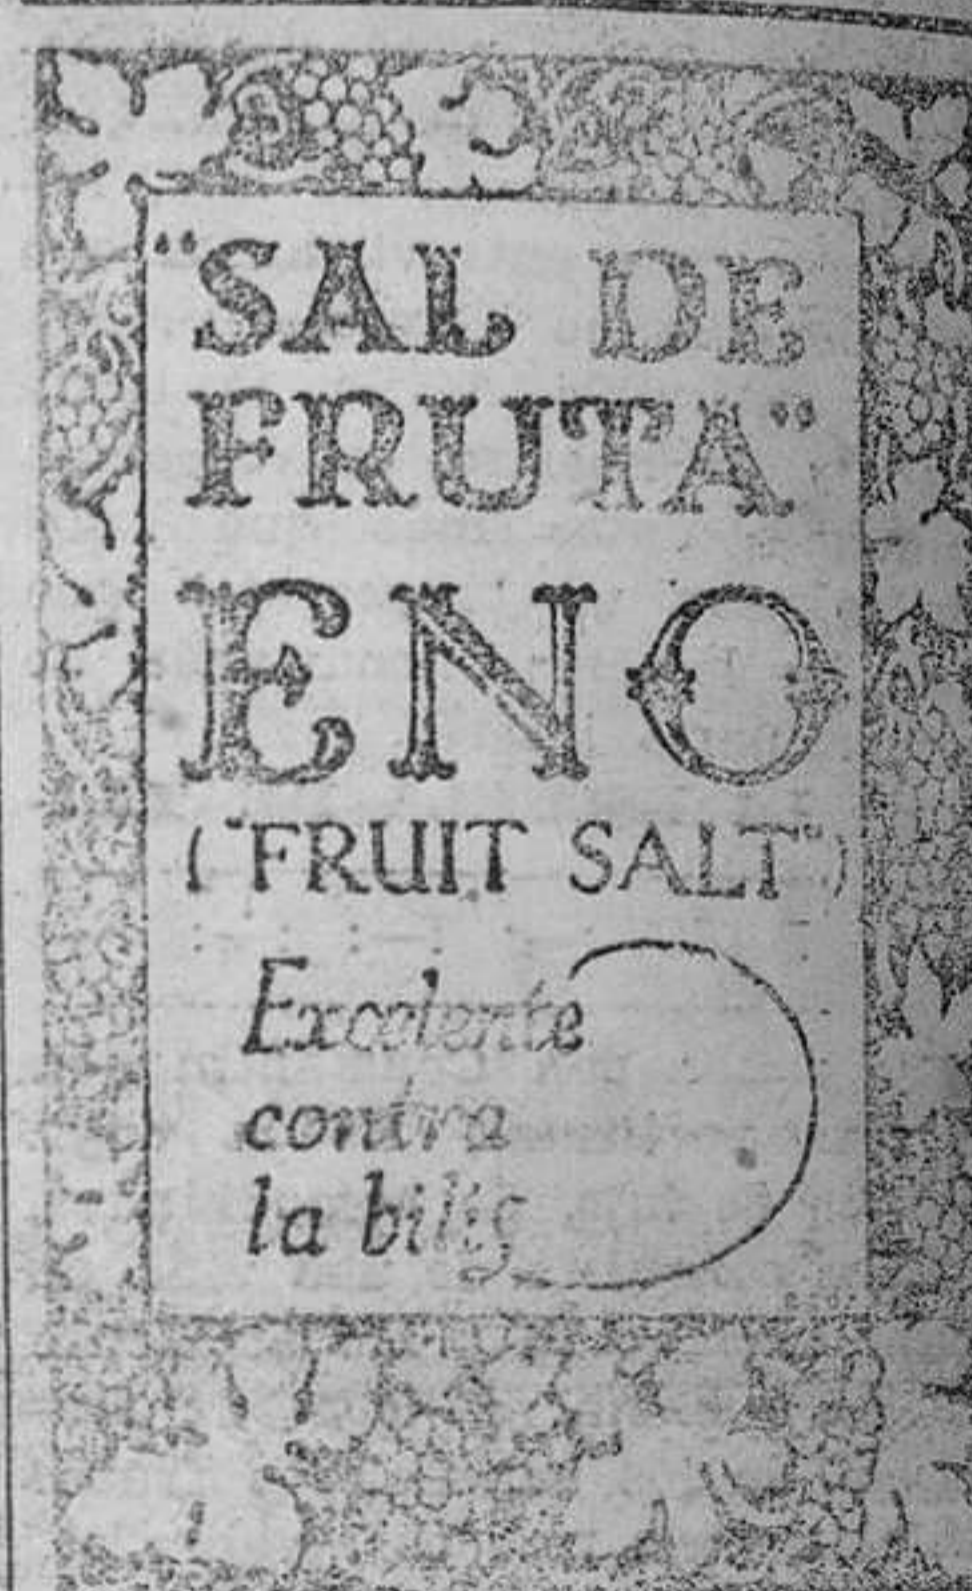 "SAL DE
FRUTA"
ENO
("FRUIT SALT")
Excelente
contra
la bilis